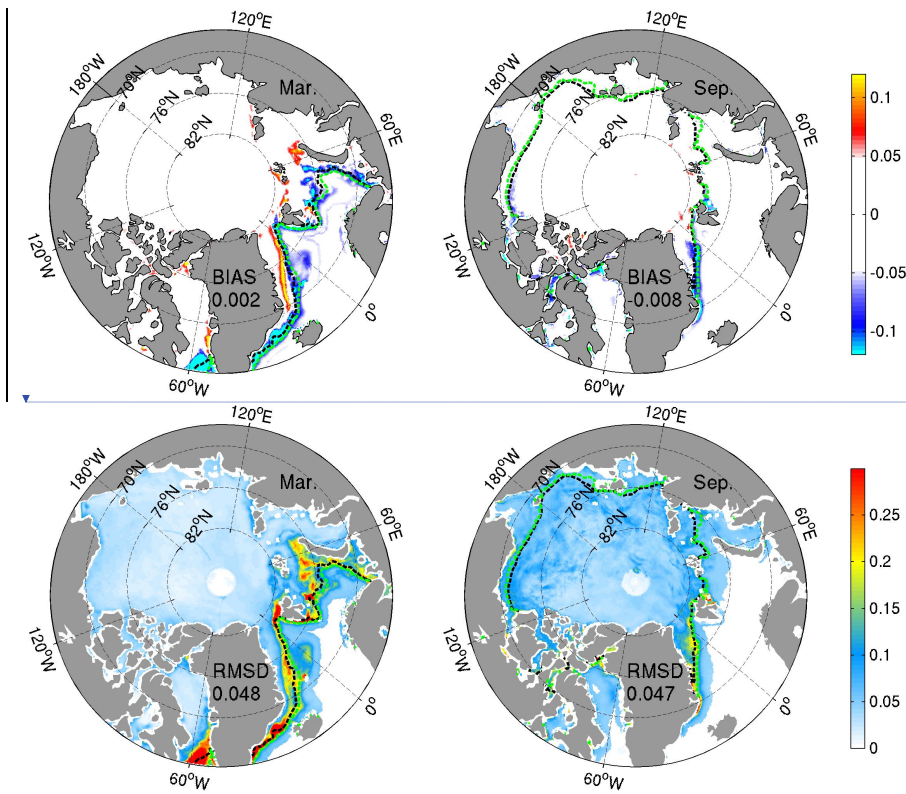 120°E
180°W
70°N
76°N
82°N
Mar.
60°E
120°W
BIAS
0.002
0°
60°W
120°E
180°W
70°N
76°N
82°N
Sep.
60°E
120°W
BIAS
-0.008
0°
60°W
0.1
0.05
0
-0.05
-0.1
120°E
180°W
70°N
76°N
82°N
Mar.
60°E
120°W
RMSD
0.048
0°
60°W
120°E
180°W
70°N
76°N
82°N
Sep.
60°E
120°W
RMSD
0.047
0°
60°W
0.25
0.2
0.15
0.1
0.05
0